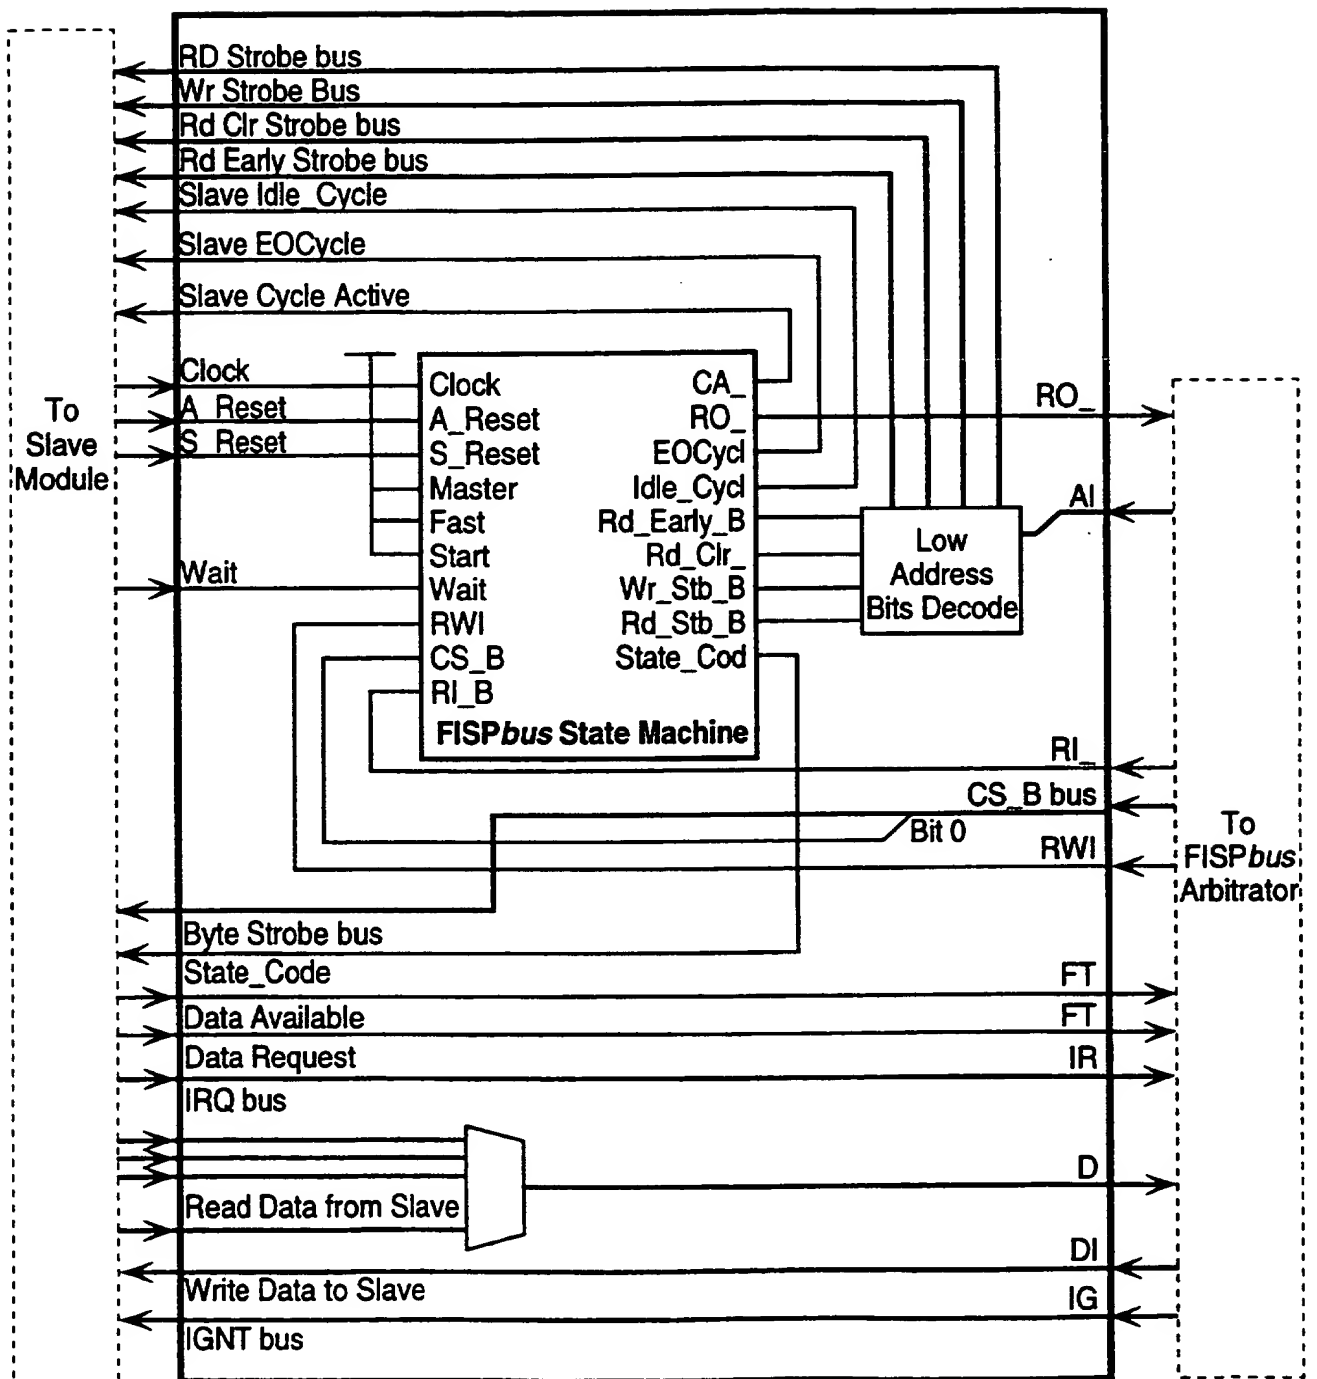 RD Strobe bus
Wr Strobe Bus
Rd Clr Strobe bus
Rd Early Strobe bus
Slave Idle_Cycle
Slave EOCycle
Slave Cycle Active
Clock
A_Reset
S_Reset
Wait
To
Slave
Module
Clock
A_Reset
S_Reset
Master
Fast
Start
Wait
RWI
CS_B
RI_B
CA_
RO_
EOCycl
Idle_Cycl
Rd_Early_B
Rd_Clr_
Wr_Stb_B
Rd_Stb_B
State_Cod
FISPbus State Machine
Low
Address
Bits Decode
RO_
AI
RI_
CS_B bus
Bit 0
RWI
To
FISPbus
Arbitrator
Byte Strobe bus
State_Code
FT
Data Available
FT
Data Request
IR
IRQ bus
D
Read Data from Slave
DI
Write Data to Slave
IG
IGNT bus